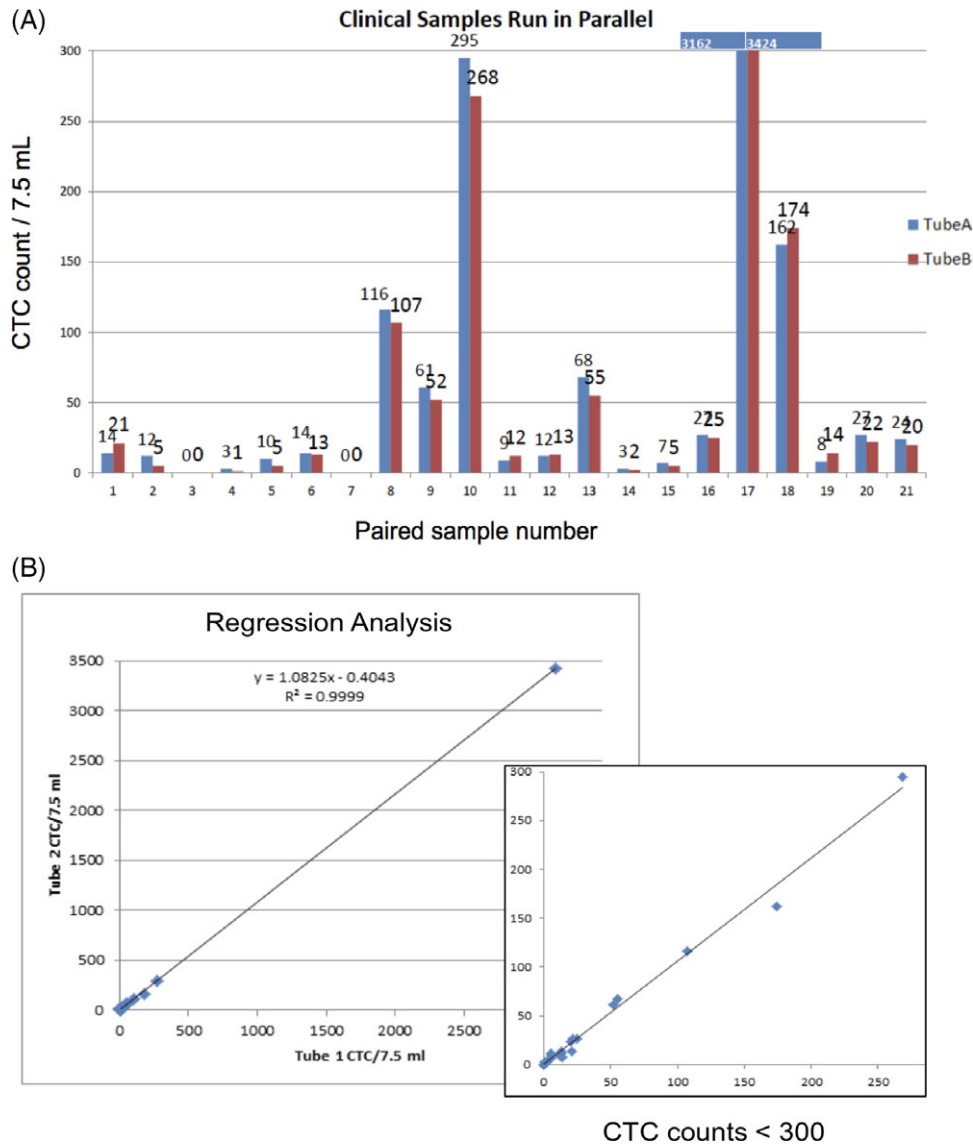 (A)
Clinical Samples Run in Parallel
CTC count / 7.5 mL
300
250
200
150
100
50
0
14 21
12 5
0 0
3 1
10 5
14 13
0 0
116 107
61 52
295 268
9 12
12 13
68 55
3 2
7 5
27 25
3162 3424
162 174
8 14
27 22
24 20
TubeA
TubeB
1 2 3 4 5 6 7 8 9 10 11 12 13 14 15 16 17 18 19 20 21
Paired sample number
(B)
Regression Analysis
y = 1.0825x - 0.4043
R² = 0.9999
Tube 2 CTC/7.5 ml
3500
3000
2500
2000
1500
1000
500
0
0 500 1000 1500 2000 2500
Tube 1 CTC/7.5 ml
300
250
200
150
100
50
0
0 50 100 150 200 250
CTC counts < 300